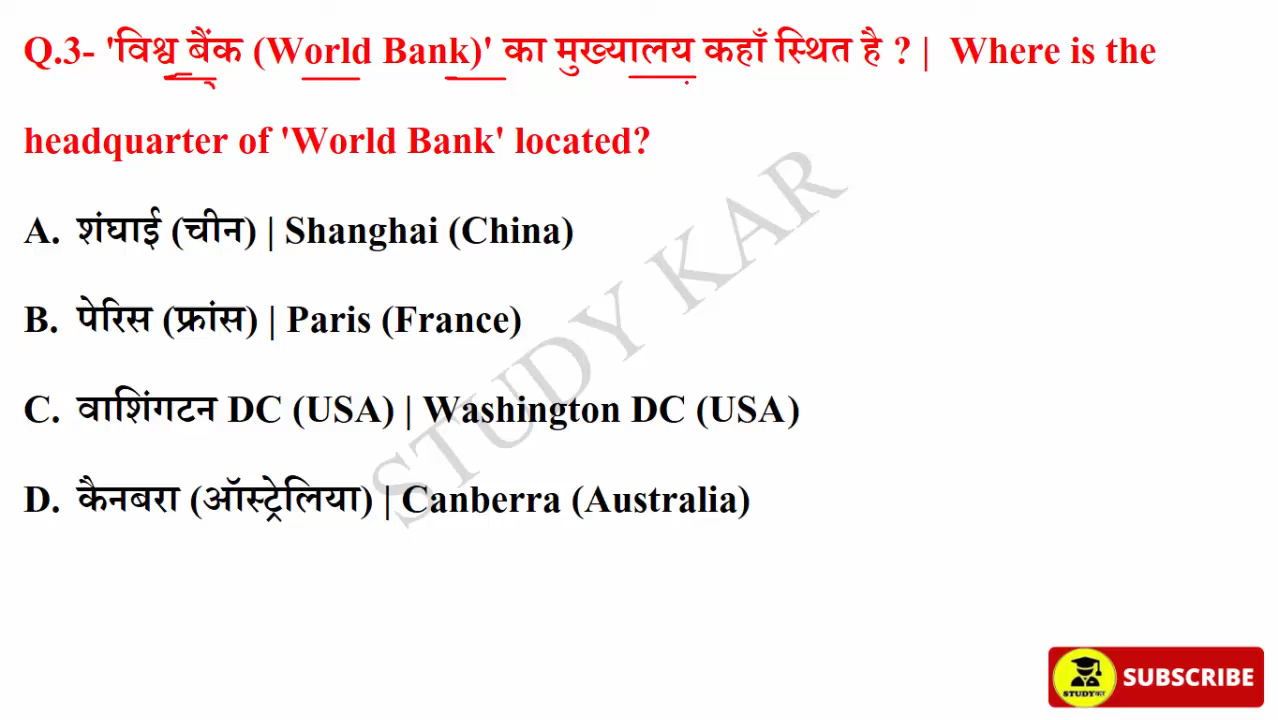 Q.3- 'विश्व बैंक (World Bank)' का मुख्यालय कहाँ स्थित है ? | Where is the
headquarter of 'World Bank' located?
A. शंघाई (चीन) | Shanghai (China)
B. पेरिस (फ्रांस) | Paris (France)
C. वाशिंगटन DC (USA) | Washington DC (USA)
D. कैनबरा (ऑस्ट्रेलिया) | Canberra (Australia)
STUDY KAR
STUDYकर
SUBSCRIBE